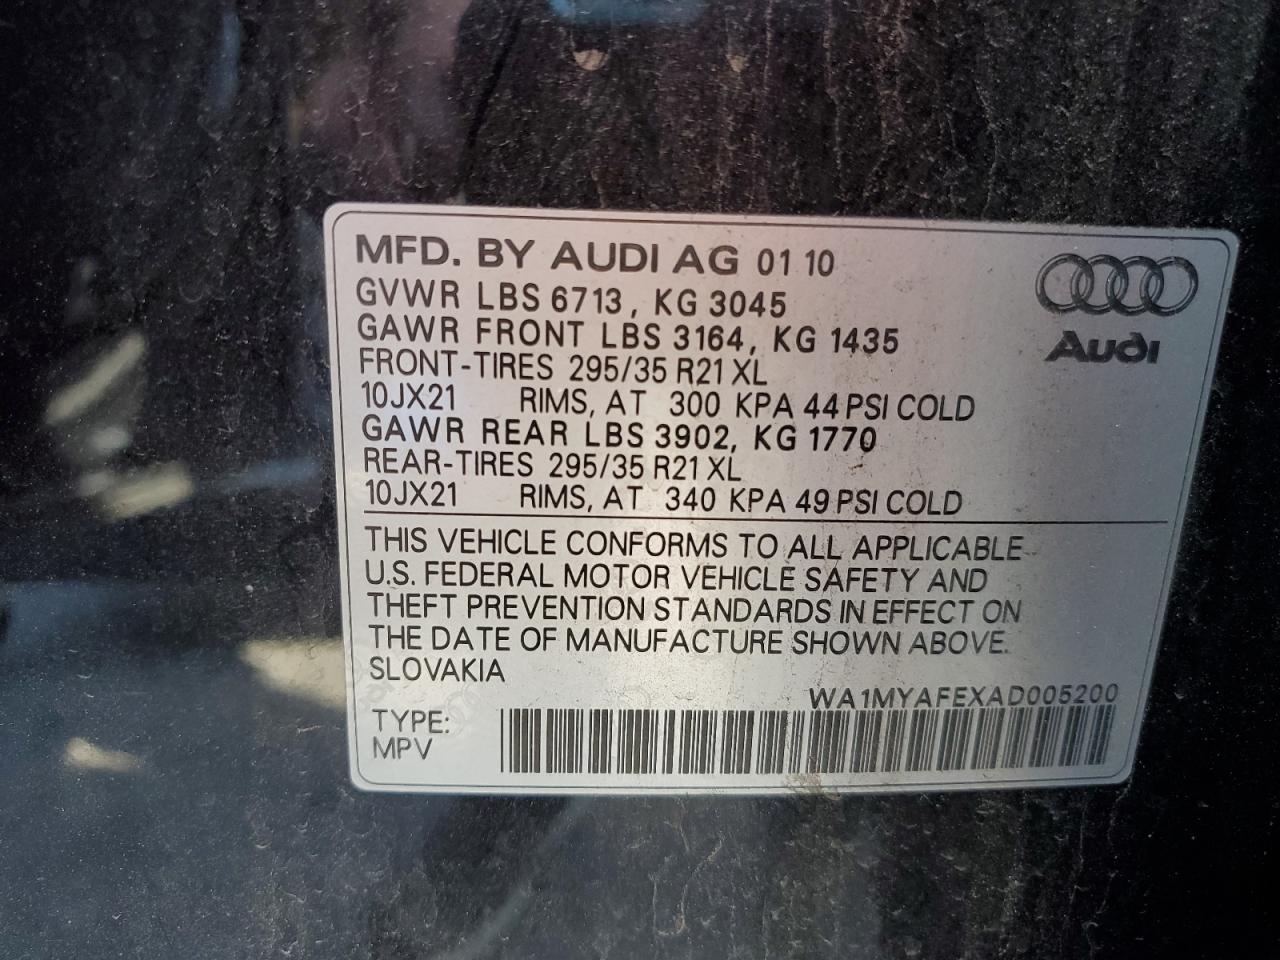 MFD. BY AUDI AG 01 10
GVWR LBS 6713, KG 3045
GAWR FRONT LBS 3164, KG 1435
FRONT-TIRES 295/35 R21 XL
10JX21 RIMS, AT 300 KPA 44 PSI COLD
GAWR REAR LBS 3902, KG 1770
REAR-TIRES 295/35 R21 XL
10JX21 RIMS, AT 340 KPA 49 PSI COLD
Audi
THIS VEHICLE CONFORMS TO ALL APPLICABLE
U.S. FEDERAL MOTOR VEHICLE SAFETY AND
THEFT PREVENTION STANDARDS IN EFFECT ON
THE DATE OF MANUFACTURE SHOWN ABOVE.
SLOVAKIA
WA1MYAFEXAD005200
TYPE:
MPV